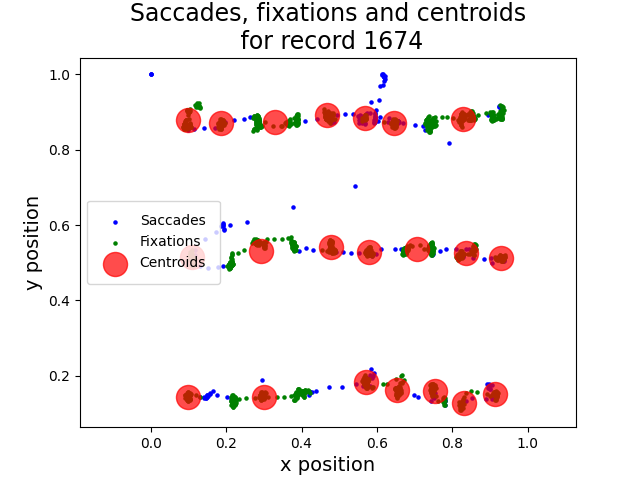 Saccades, fixations and centroids
for record 1674
1.0
0.8
0.6
0.4
0.2
y position
Saccades
Fixations
Centroids
0.0
0.2
0.4
0.6
0.8
1.0
x position